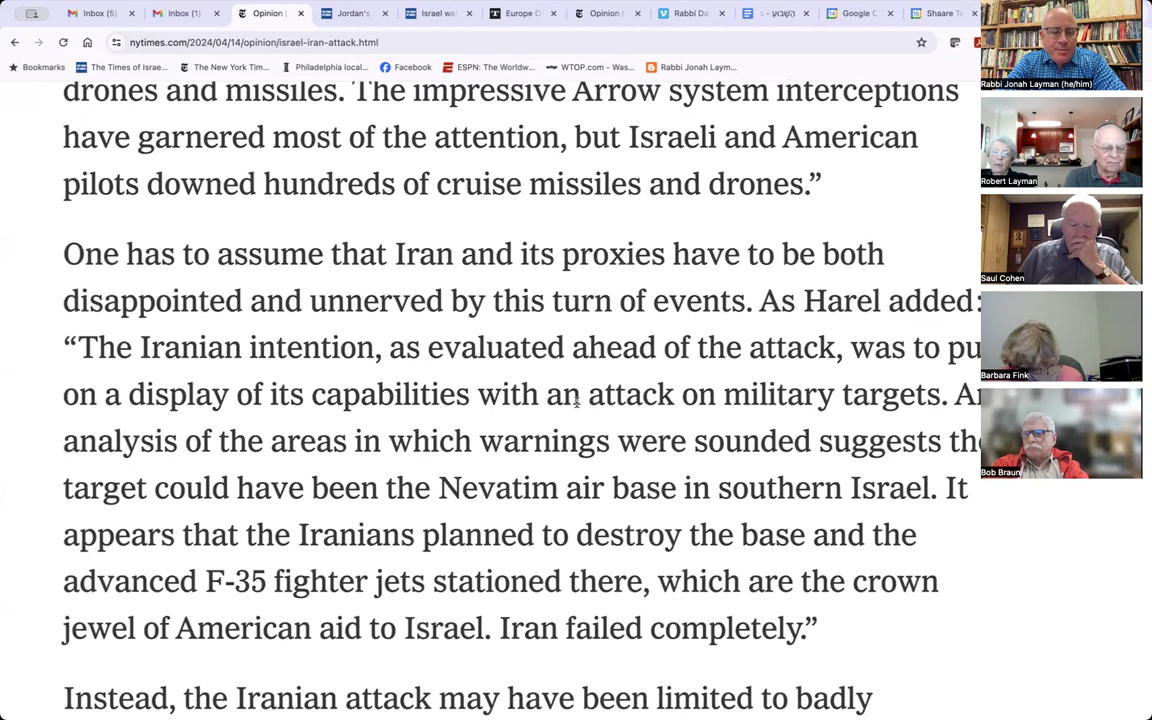 Inbox (5)
Inbox (1)
Opinion
Jordan's
Israel wa
Europe
Opinion
Rabbi Da
הַשָּׁבוּעַ - s
Google C
Shaare Te
nytimes.com/2024/04/14/opinion/israel-iran-attack.html
Bookmarks
The Times of Israe...
The New York Tim...
Philadelphia local...
Facebook
ESPN: The Worldw...
WTOP.com – Was...
Rabbi Jonah Laym...
drones and missiles. The impressive Arrow system interceptions
have garnered most of the attention, but Israeli and American
pilots downed hundreds of cruise missiles and drones.”
One has to assume that Iran and its proxies have to be both
disappointed and unnerved by this turn of events. As Harel added:
“The Iranian intention, as evaluated ahead of the attack, was to pu
on a display of its capabilities with an attack on military targets. An
analysis of the areas in which warnings were sounded suggests the
target could have been the Nevatim air base in southern Israel. It
appears that the Iranians planned to destroy the base and the
advanced F-35 fighter jets stationed there, which are the crown
jewel of American aid to Israel. Iran failed completely.”
Instead, the Iranian attack may have been limited to badly
Rabbi Jonah Layman (he/him)
Robert Layman
Saul Cohen
Barbara Fink
Bob Braun